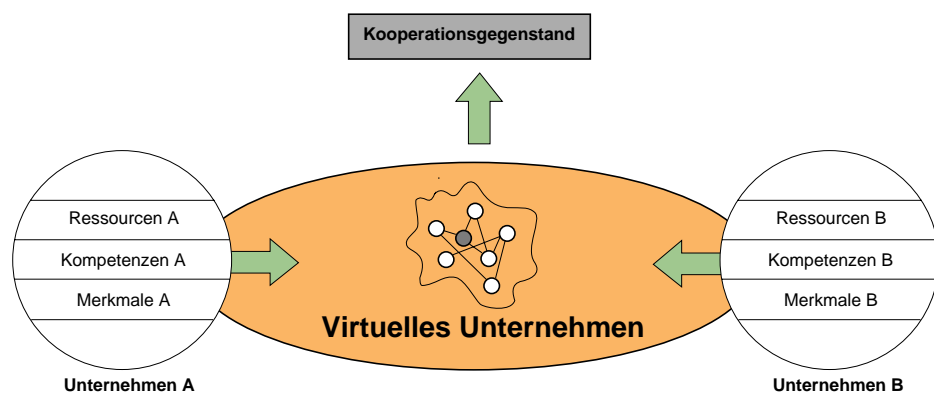 Kooperationsgegenstand
Ressourcen A
Kompetenzen A
Merkmale A
Unternehmen A
Virtuelles Unternehmen
Ressourcen B
Kompetenzen B
Merkmale B
Unternehmen B